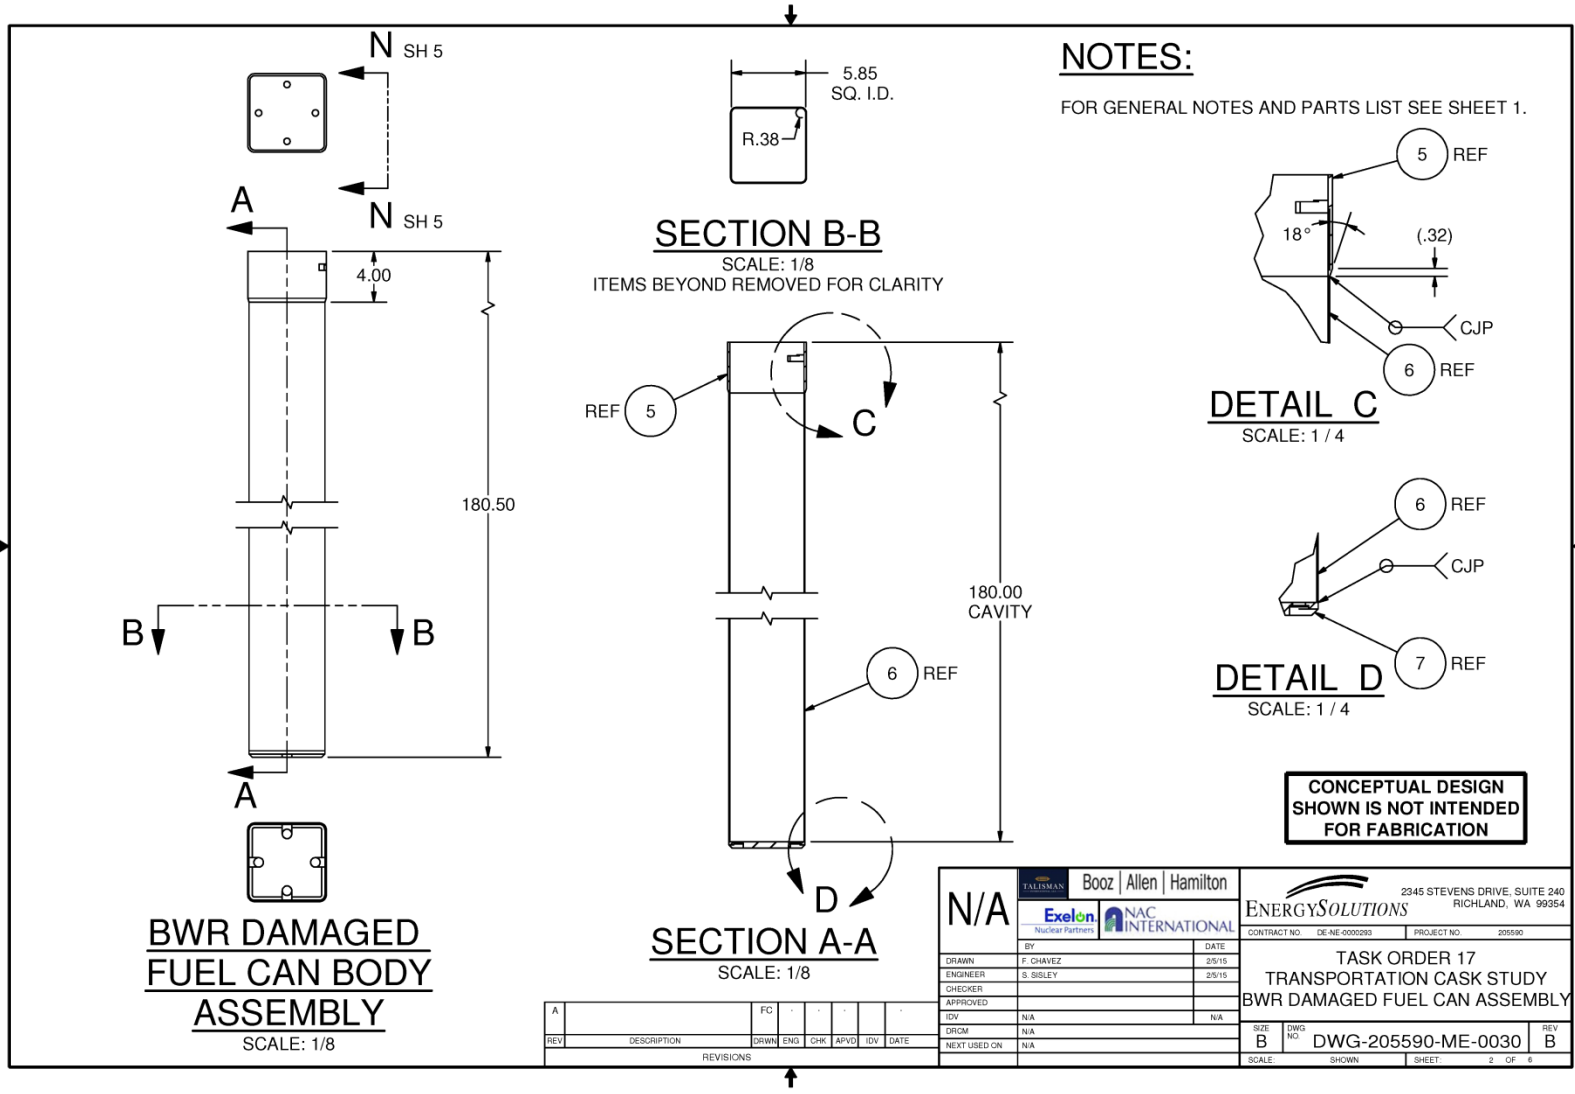 N SH 5
N SH 5
A
4.00
180.50
B
B
A
BWR DAMAGED
FUEL CAN BODY
ASSEMBLY
SCALE: 1/8
5.85
SQ. I.D.
R.38
SECTION B-B
SCALE: 1/8
ITEMS BEYOND REMOVED FOR CLARITY
REF 5
C
180.00
CAVITY
6 REF
D
SECTION A-A
SCALE: 1/8
NOTES:
FOR GENERAL NOTES AND PARTS LIST SEE SHEET 1.
5 REF
18°
(.32)
CJP
6 REF
DETAIL C
SCALE: 1 / 4
6 REF
CJP
7 REF
DETAIL D
SCALE: 1 / 4
CONCEPTUAL DESIGN
SHOWN IS NOT INTENDED
FOR FABRICATION
A FC - - - -
REV DESCRIPTION DRWN ENG CHK APVD IDV DATE
REVISIONS
N/A
TALISMAN
Booz | Allen | Hamilton
Exelon.
Nuclear Partners
NAC
INTERNATIONAL
BY DATE
DRAWN F. CHAVEZ 2/5/15
ENGINEER S. SISLEY 2/5/15
CHECKER
APPROVED
IDV N/A N/A
DRCM N/A
NEXT USED ON N/A
ENERGYSOLUTIONS
2345 STEVENS DRIVE, SUITE 240
RICHLAND, WA 99354
CONTRACT NO. DE-NE-0000293 PROJECT NO. 205590
TASK ORDER 17
TRANSPORTATION CASK STUDY
BWR DAMAGED FUEL CAN ASSEMBLY
SIZE B DWG NO. DWG-205590-ME-0030 REV B
SCALE: SHOWN SHEET: 2 OF 6